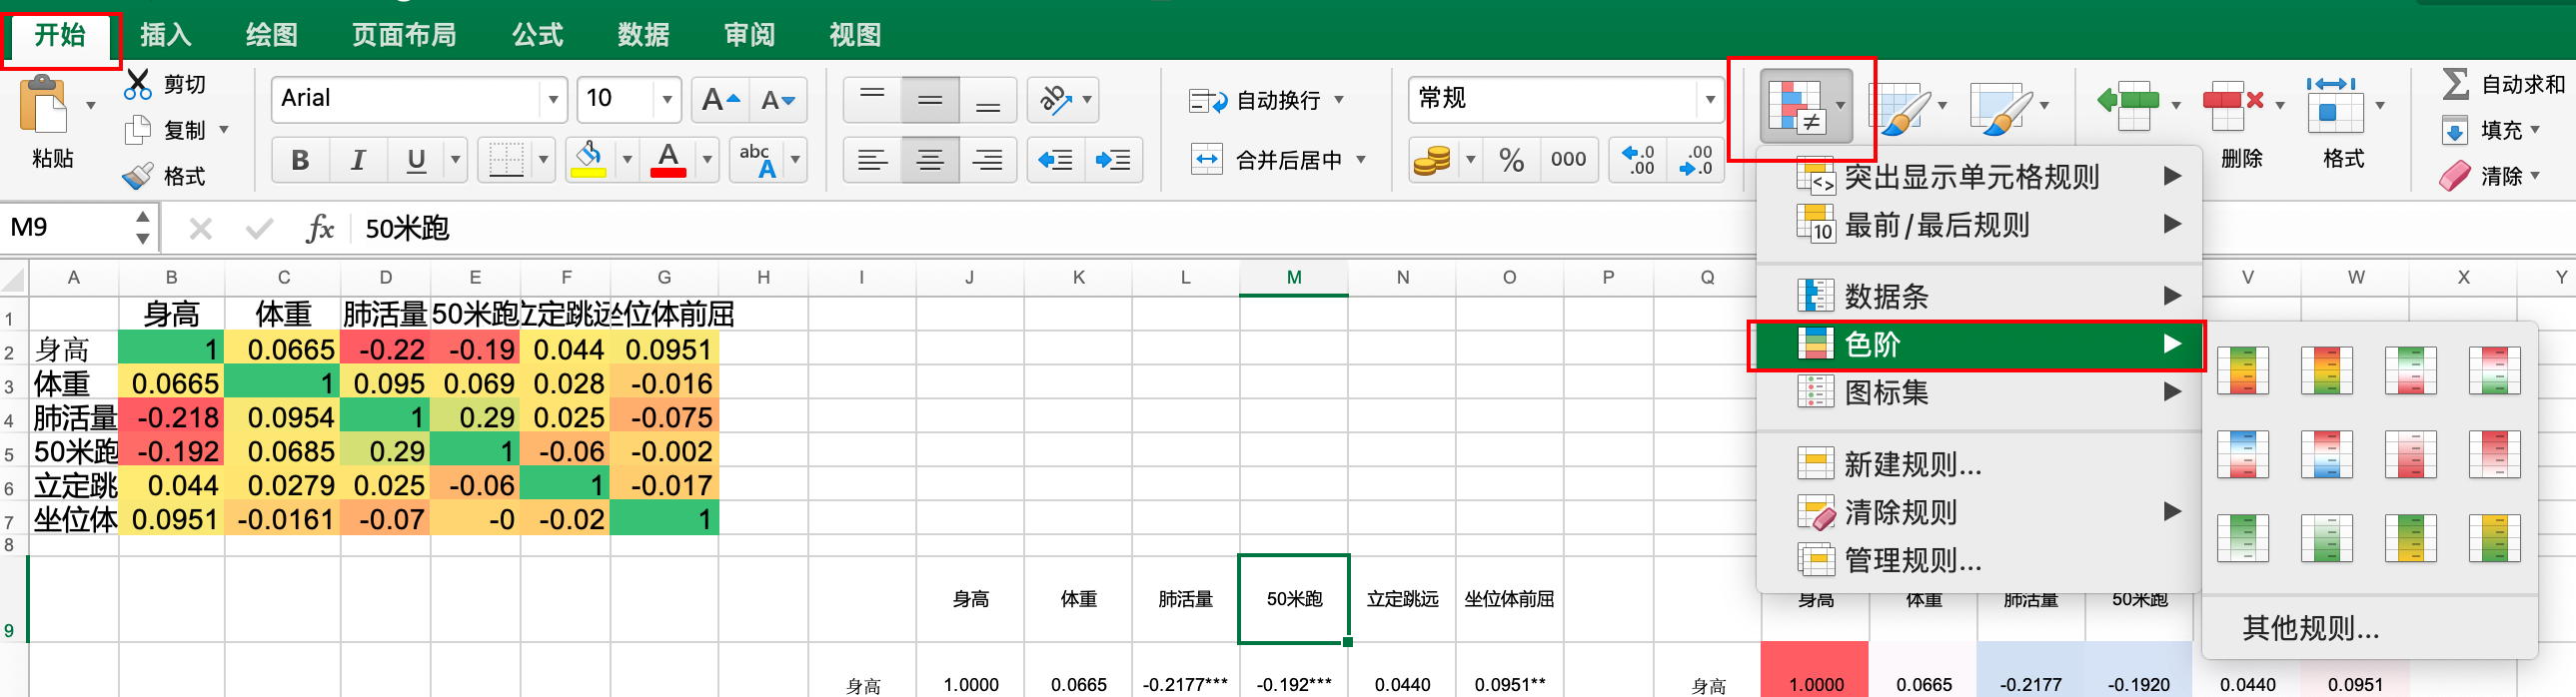 开始 插入 绘图 页面布局 公式 数据 审阅 视图
剪切 Arial 10 A A ab 自动换行 常规 自动求和
粘贴 复制 删除 格式 填充
格式 B I U A abc A 合并后居中 % 000 .0 .00 .00 .0 清除
突出显示单元格规则
最前/最后规则
数据条
色阶
图标集
新建规则...
清除规则
管理规则...
其他规则...
M9 fx 50米跑
A B C D E F G H I J K L M N O P Q V W X Y
1 身高 体重 肺活量 50米跑 立定跳远 坐位体前屈
2 身高 1 0.0665 -0.22 -0.19 0.044 0.0951
3 体重 0.0665 1 0.095 0.069 0.028 -0.016
4 肺活量 -0.218 0.0954 1 0.29 0.025 -0.075
5 50米跑 -0.192 0.0685 0.29 1 -0.06 -0.002
6 立定跳 0.044 0.0279 0.025 -0.06 1 -0.017
7 坐位体 0.0951 -0.0161 -0.07 -0 -0.02 1
8
9 身高 体重 肺活量 50米跑 立定跳远 坐位体前屈 身高 体重 肺活量 50米跑
身高 1.0000 0.0665 -0.2177*** -0.192*** 0.0440 0.0951** 身高 1.0000 0.0665 -0.2177 -0.1920 0.0440 0.0951